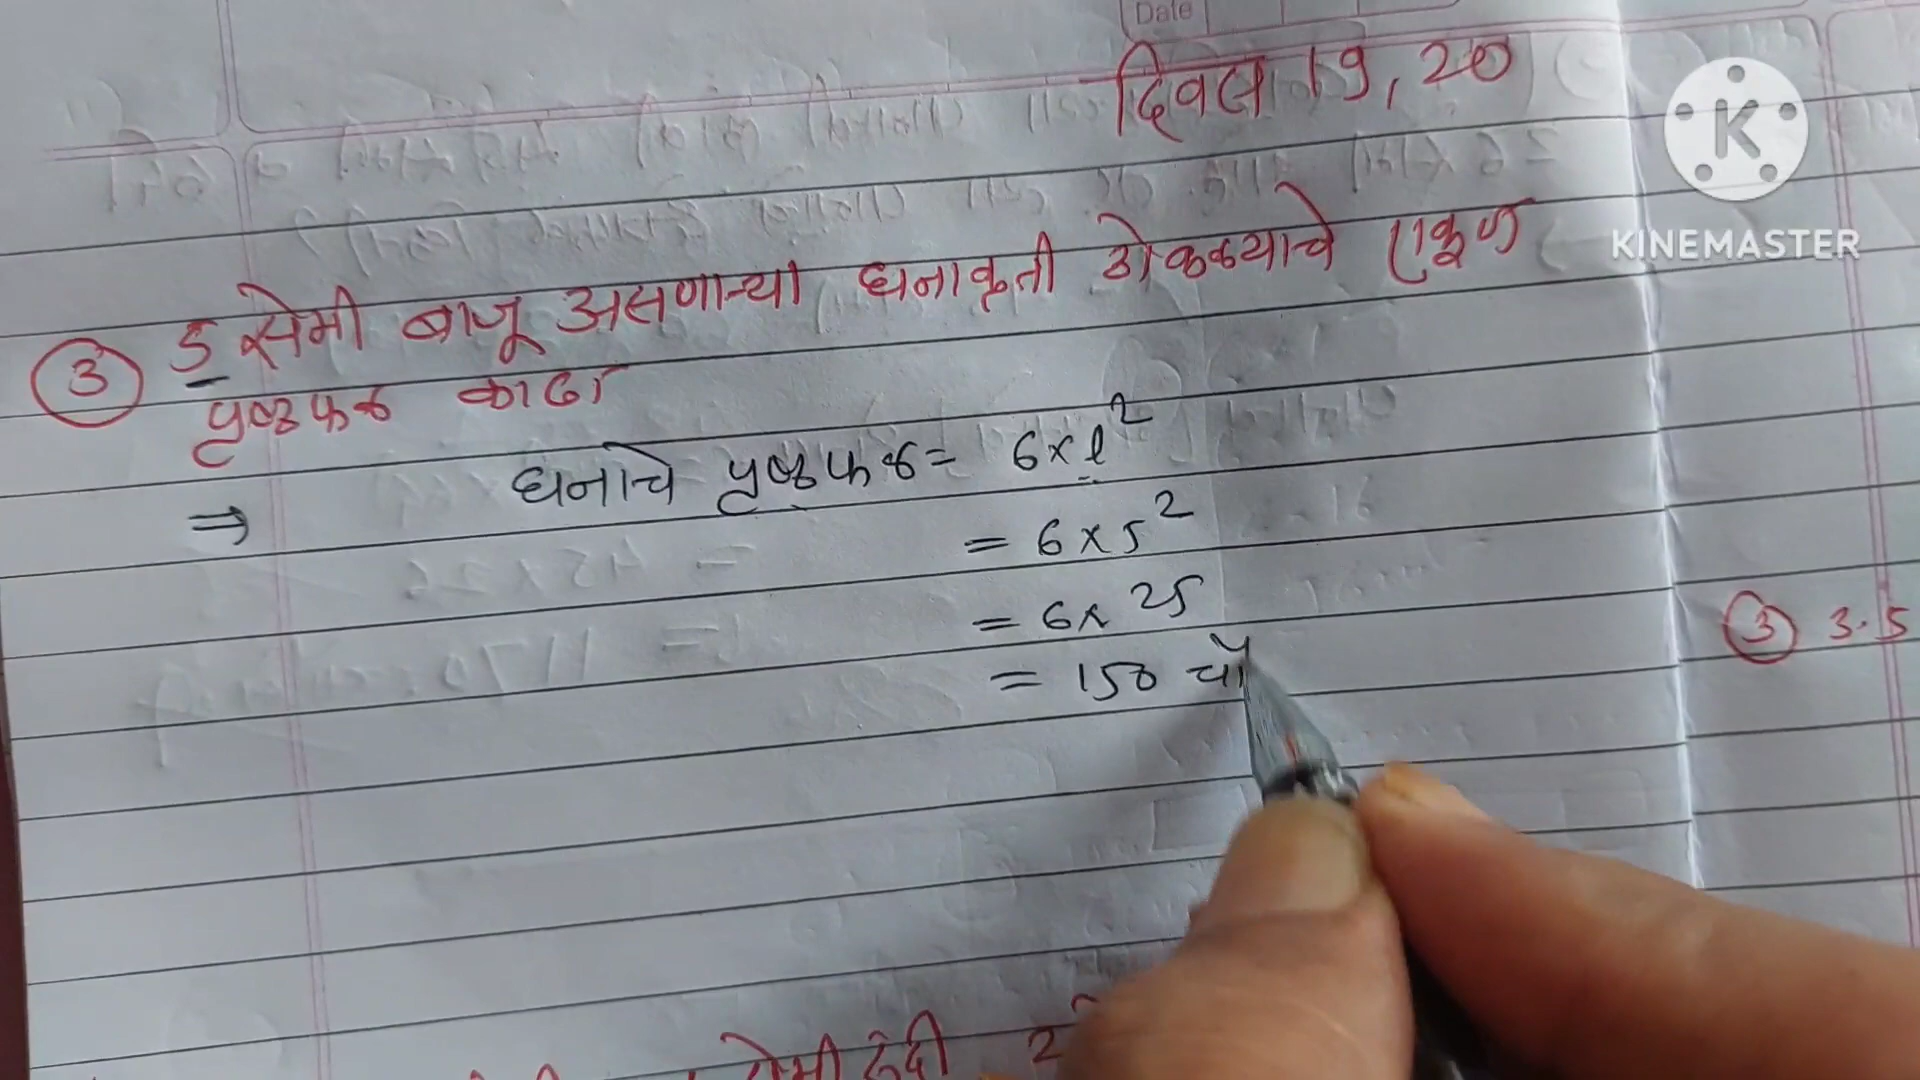 Date
दिवस 19, 20
KINEMASTER
③ 5 सेमी बाजू असणाऱ्या घनाकृती ठोकळ्याचे एकूण
पृष्ठफळ काढा
⇒ घनाचे पृष्ठफळ = 6×l²
= 6×5²
= 6×25
= 150 चौ
③ 3.5
सेमी रुंदी 2